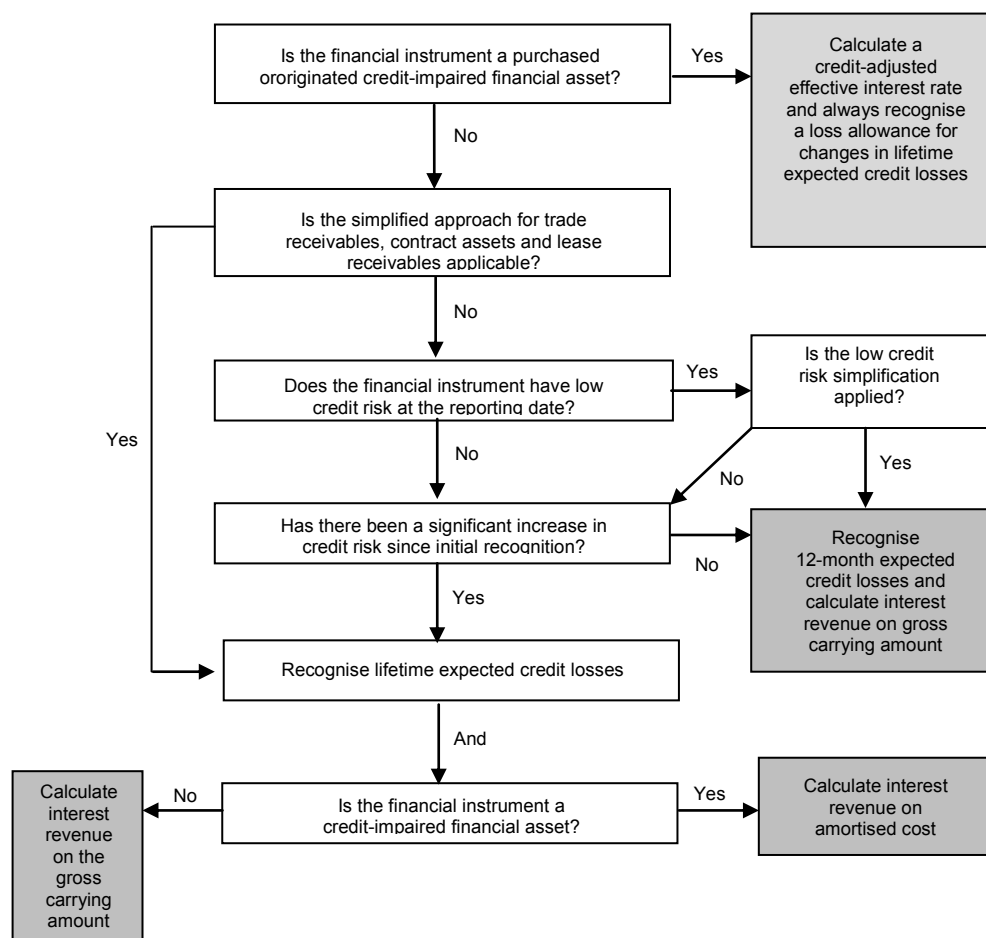 Is the financial instrument a purchased
ororiginated credit-impaired financial asset?
Yes
Calculate a
credit-adjusted
effective interest rate
and always recognise
a loss allowance for
changes in lifetime
expected credit losses
No
Is the simplified approach for trade
receivables, contract assets and lease
receivables applicable?
No
Does the financial instrument have low
credit risk at the reporting date?
Yes
Is the low credit
risk simplification
applied?
Yes
No
No
Yes
Has there been a significant increase in
credit risk since initial recognition?
No
Recognise
12-month expected
credit losses and
calculate interest
revenue on gross
carrying amount
Yes
Recognise lifetime expected credit losses
And
Is the financial instrument a
credit-impaired financial asset?
No
Calculate
interest
revenue
on the
gross
carrying
amount
Yes
Calculate interest
revenue on
amortised cost